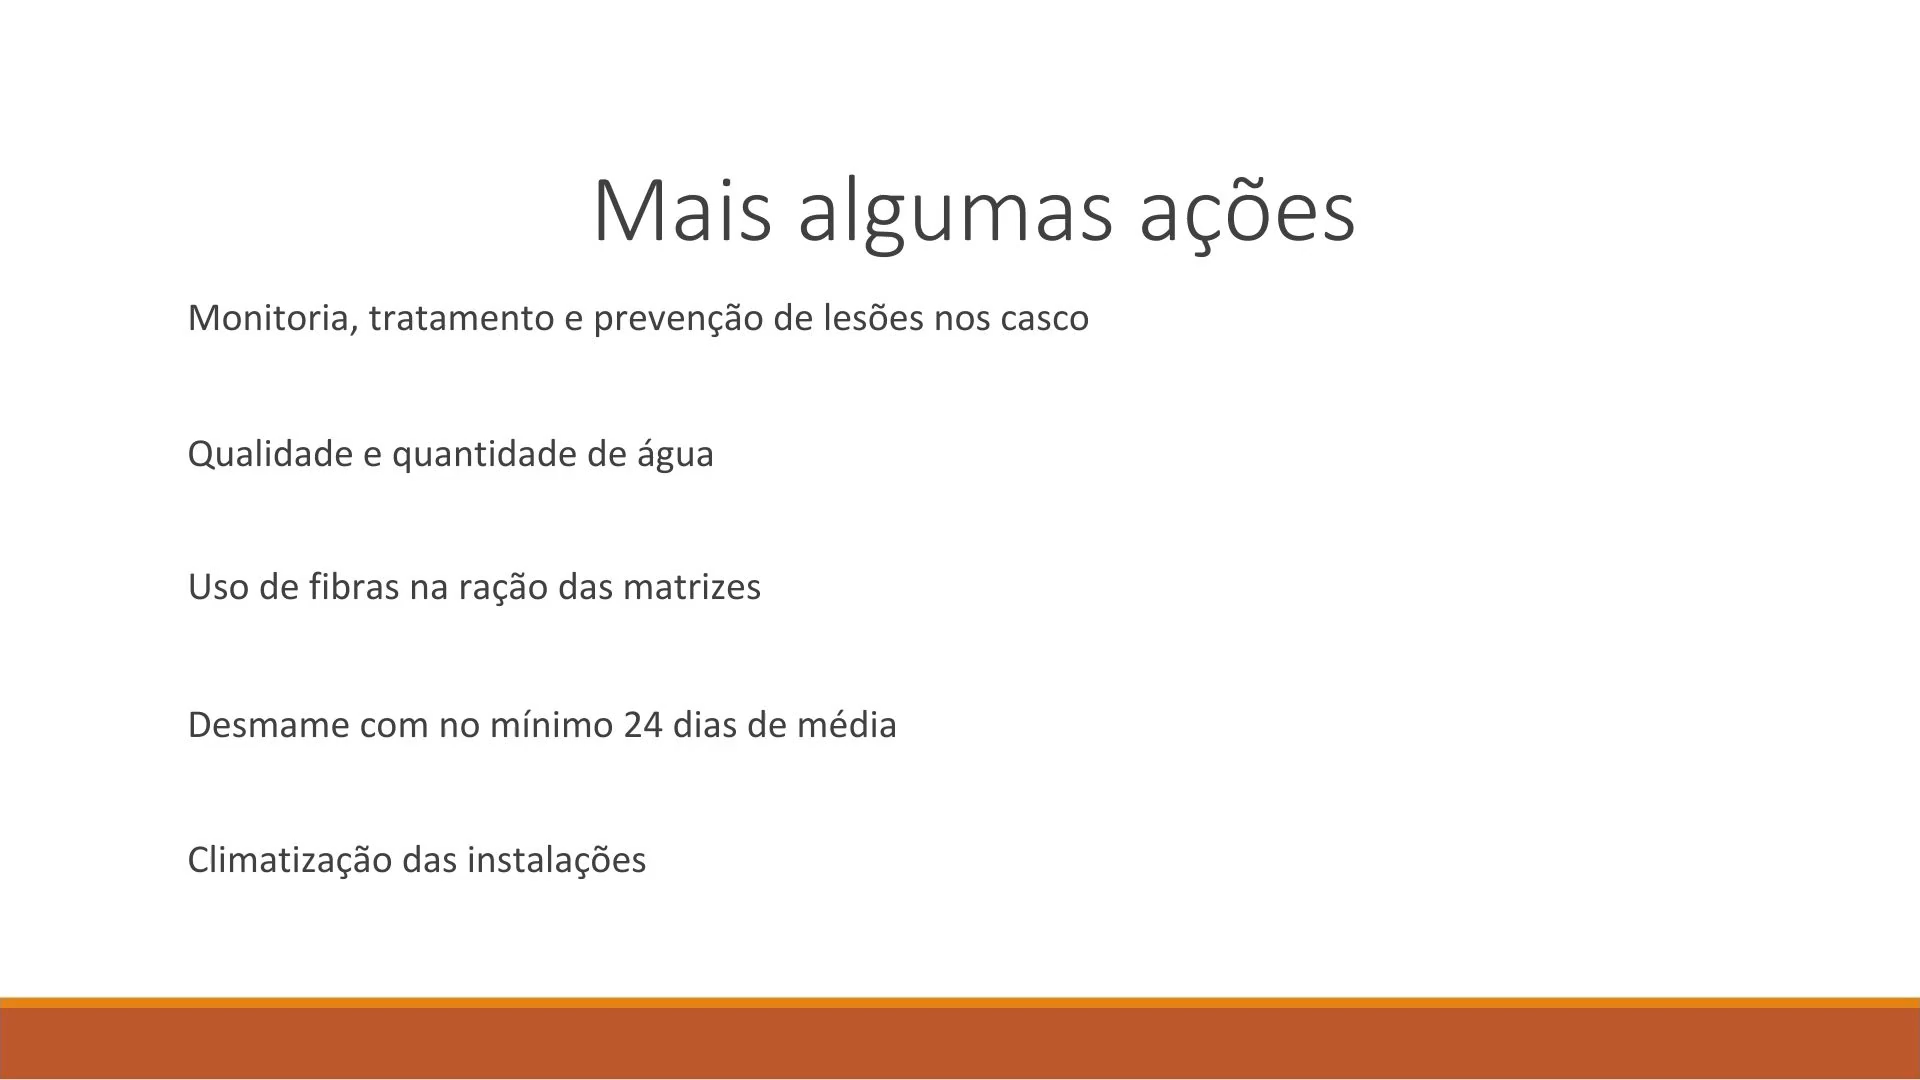 Mais algumas ações
Monitoria, tratamento e prevenção de lesões nos casco
Qualidade e quantidade de água
Uso de fibras na ração das matrizes
Desmame com no mínimo 24 dias de média
Climatização das instalações